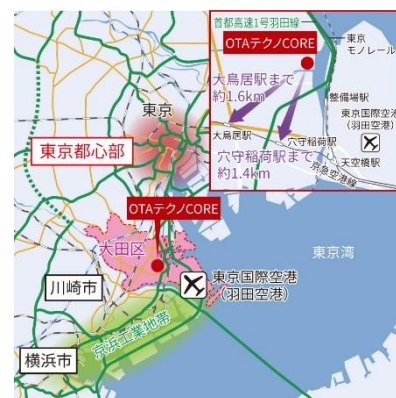 首都高速1号羽田線
OTAテクノCORE
東京
モノレール
大鳥居駅まで
約1.6km
整備場駅
東京国際空港
(羽田空港)
大鳥居駅
穴守稲荷駅
天空橋駅
穴守稲荷駅まで
約1.4km
京急空港線
東京
東京都心部
OTAテクノCORE
大田区
東京湾
川崎市
東京国際空港
(羽田空港)
京浜工業地帯
横浜市